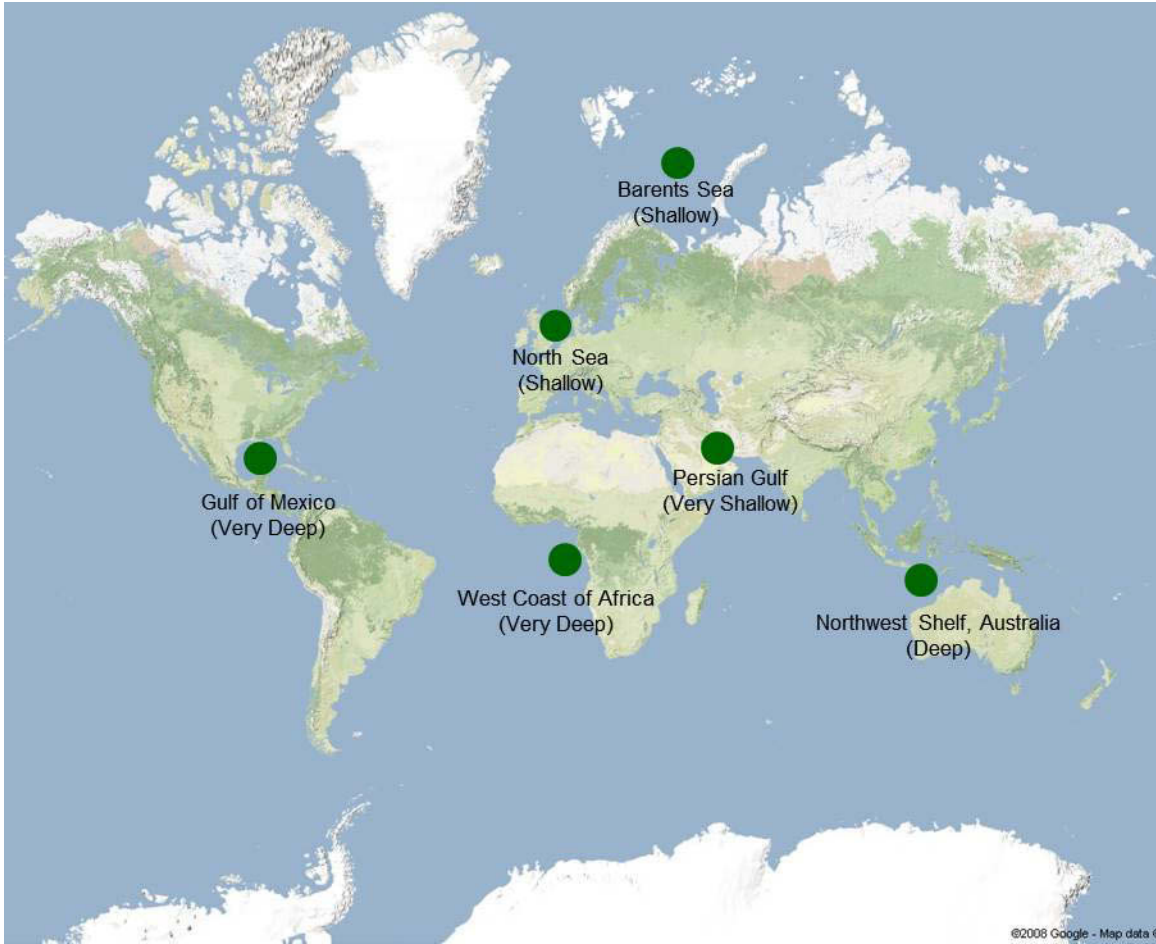 Barents Sea
(Shallow)
North Sea
(Shallow)
Persian Gulf
(Very Shallow)
Gulf of Mexico
(Very Deep)
West Coast of Africa
(Very Deep)
Northwest Shelf, Australia
(Deep)
©2008 Google - Map data ©